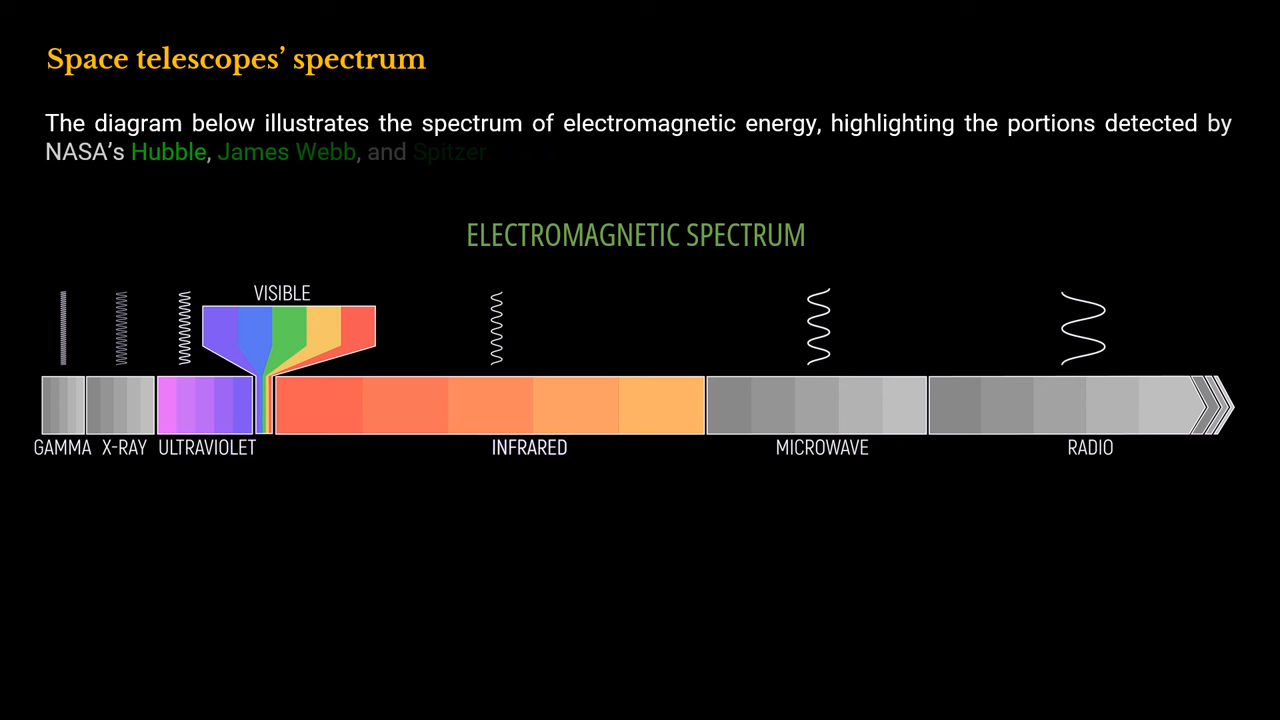 Space telescopes’ spectrum
The diagram below illustrates the spectrum of electromagnetic energy, highlighting the portions detected by
NASA’s Hubble, James Webb, and Spitzer
ELECTROMAGNETIC SPECTRUM
VISIBLE
GAMMA X-RAY ULTRAVIOLET INFRARED MICROWAVE RADIO